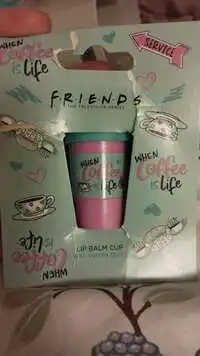 WHEN
Coffee
IS Life
SERVICE
F·R·I·E·N·D·S
THE TELEVISION SERIES
WHEN
Coffee
IS Life
WHEN
Coffee
IS Life
WHEN
Coffee
IS Life
LIP BALM CUP